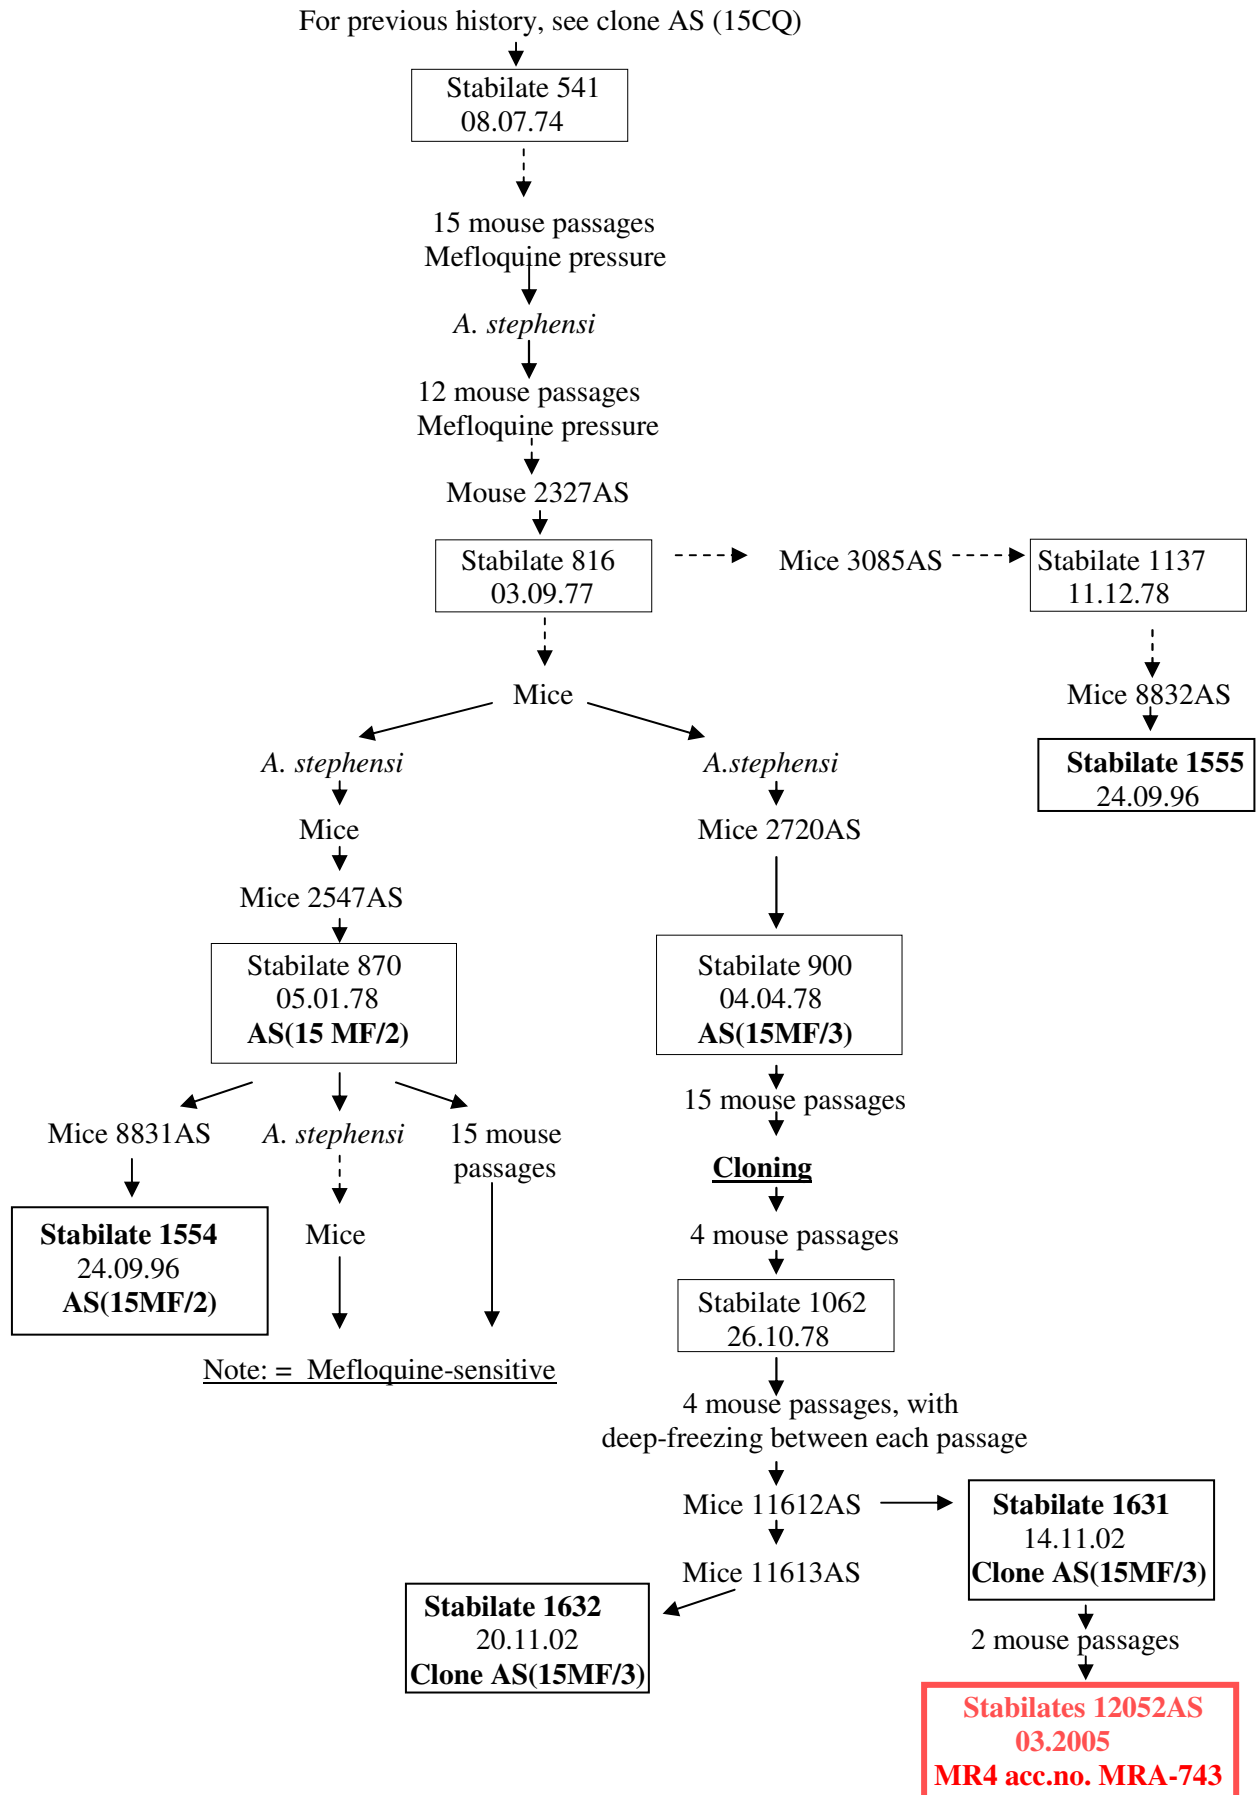 For previous history, see clone AS (15CQ)
Stabilate 541
08.07.74
15 mouse passages
Mefloquine pressure
A. stephensi
12 mouse passages
Mefloquine pressure
Mouse 2327AS
Stabilate 816
03.09.77
Mice 3085AS
Stabilate 1137
11.12.78
Mice 8832AS
Stabilate 1555
24.09.96
Mice
A. stephensi
Mice
Mice 2547AS
Stabilate 870
05.01.78
AS(15 MF/2)
A.stephensi
Mice 2720AS
Stabilate 900
04.04.78
AS(15MF/3)
Mice 8831AS
Stabilate 1554
24.09.96
AS(15MF/2)
A. stephensi
Mice
15 mouse
passages
Note: = Mefloquine-sensitive
15 mouse passages
Cloning
4 mouse passages
Stabilate 1062
26.10.78
4 mouse passages, with
deep-freezing between each passage
Mice 11612AS
Mice 11613AS
Stabilate 1632
20.11.02
Clone AS(15MF/3)
Stabilate 1631
14.11.02
Clone AS(15MF/3)
2 mouse passages
Stabilates 12052AS
03.2005
MR4 acc.no. MRA-743